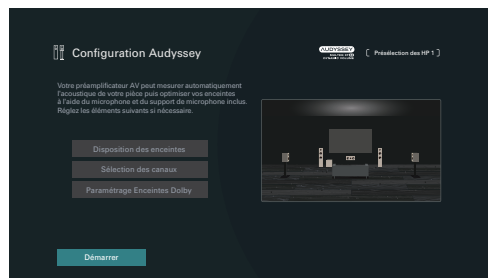 Configuration Audyssey
AUDYSSEY
[ Présélection des HP 1 ]
Votre préamplificateur AV peut mesurer automatiquement
l'acoustique de votre pièce puis optimiser vos enceintes
à l'aide du microphone et du support de microphone inclus.
Réglez les éléments suivants si nécessaire.
Disposition des enceintes
Sélection des canaux
Paramétrage Enceintes Dolby
Démarrer